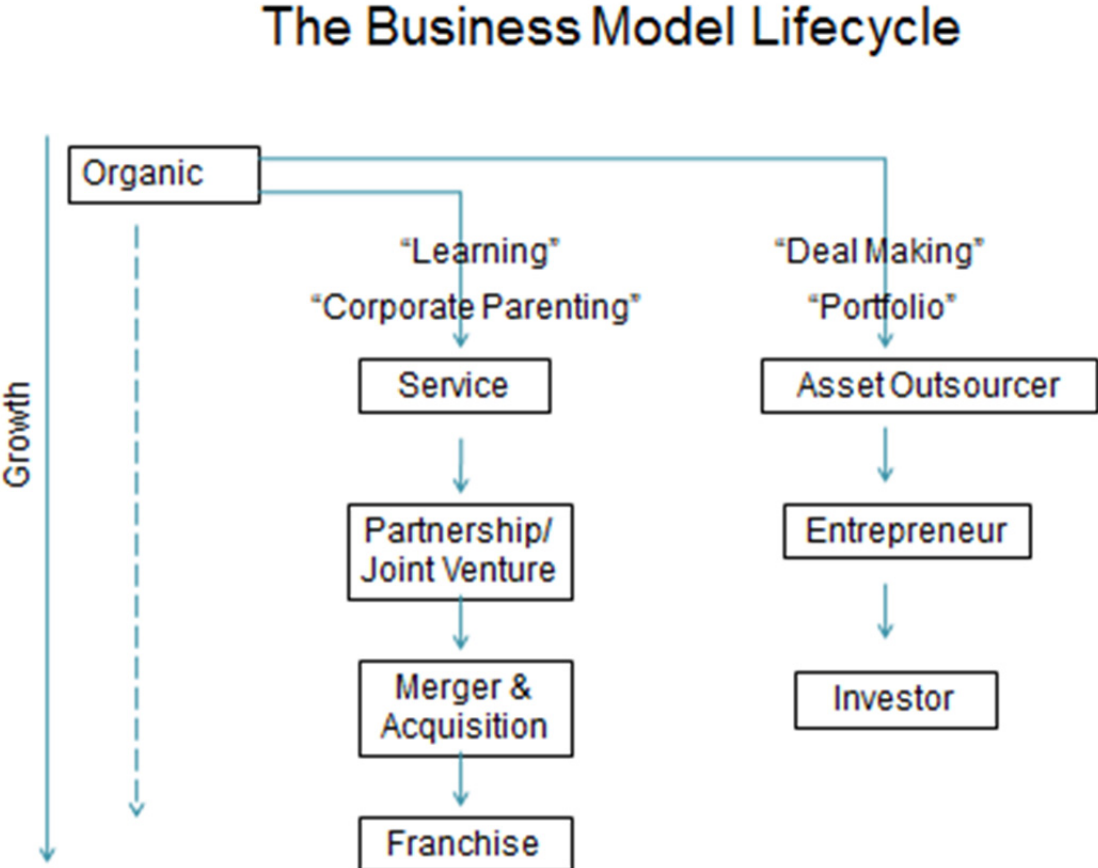 The Business Model Lifecycle
Organic
“Learning”
“Corporate Parenting”
“Deal Making”
“Portfolio”
Growth
Service
Asset Outsourcer
Partnership/
Joint Venture
Entrepreneur
Merger &
Acquisition
Investor
Franchise